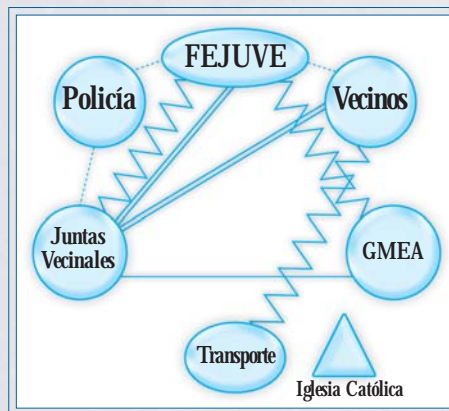 FEJUVE
Policía
Vecinos
Juntas
Vecinales
GMEA
Transporte
Iglesia Católica